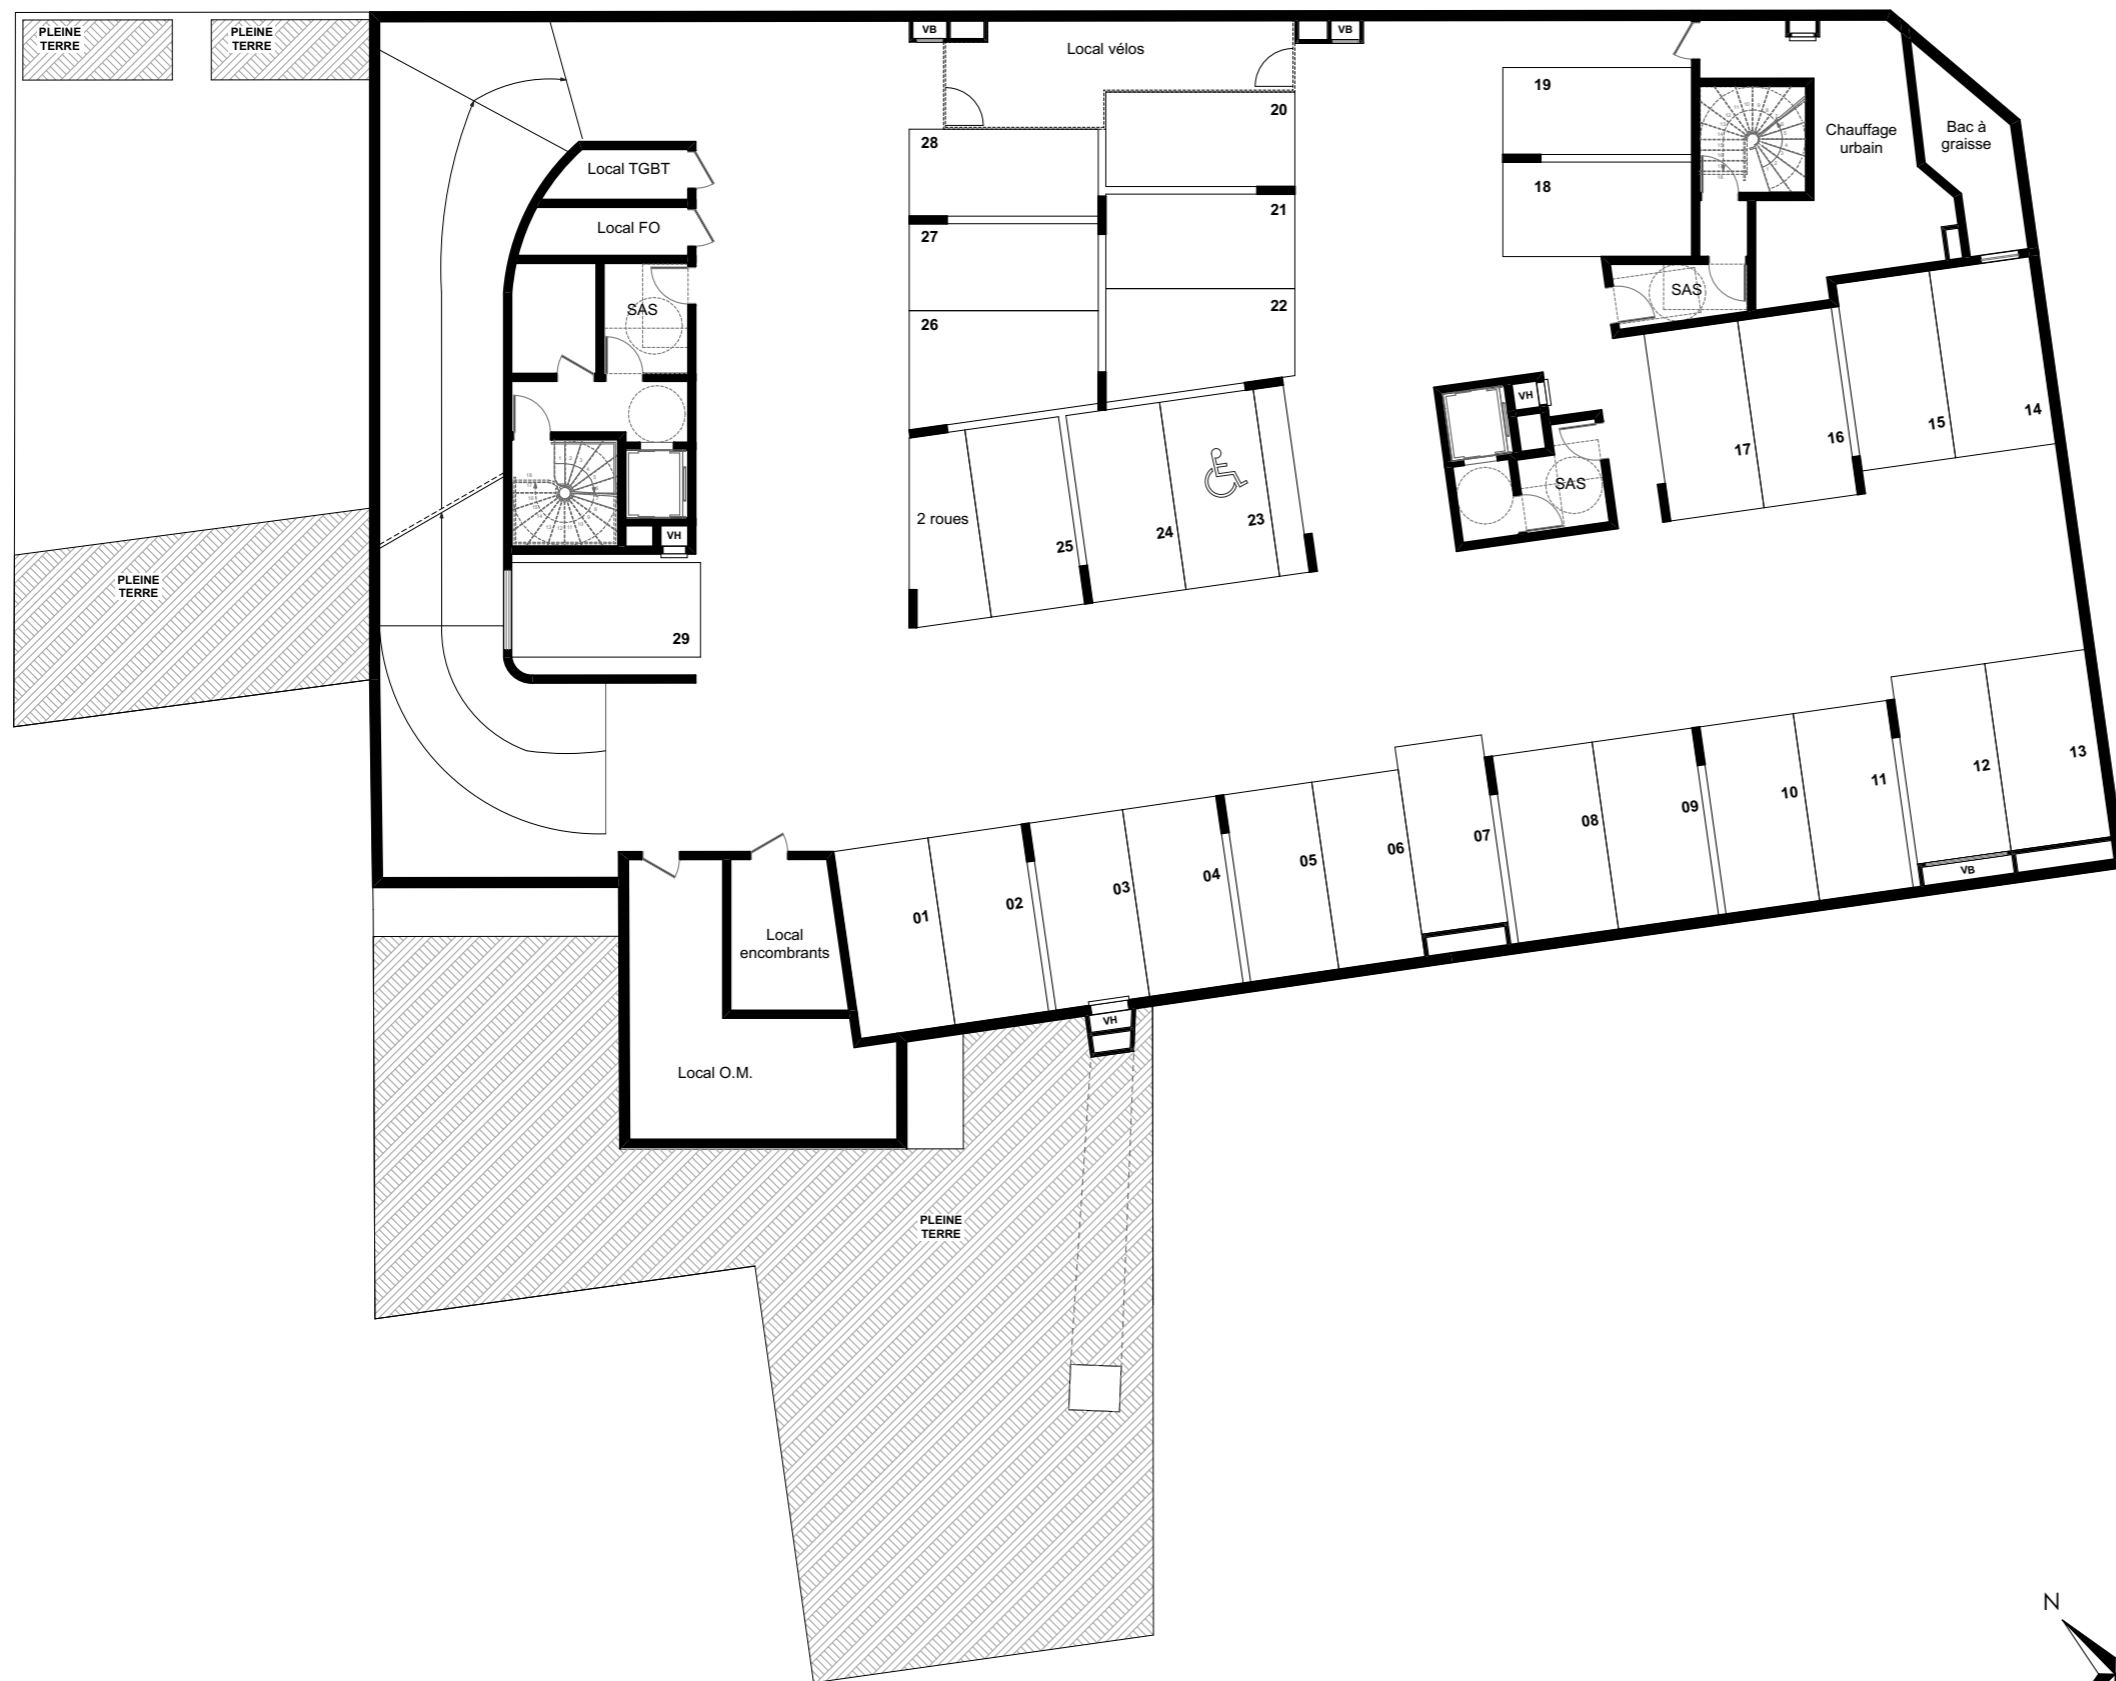 PLEINE
TERRE
PLEINE
TERRE
VB
Local vélos
VB
19
20
28
Chauffage
urbain
Bac à
graisse
Local TGBT
18
21
Local FO
27
SAS
SAS
26
22
VH
14
15
16
17
SAS
2 roues
25
24
23
VH
PLEINE
TERRE
29
13
12
11
10
09
08
07
06
05
04
03
02
01
VB
Local
encombrants
VH
Local O.M.
PLEINE
TERRE
N